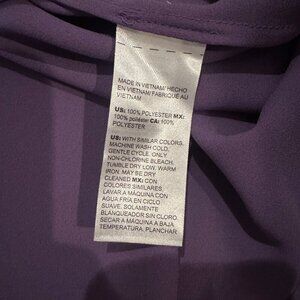 MADE IN VIETNAM/ HECHO
EN VIETNAM/ FABRIQUÉ AU
VIETNAM
US: 100% POLYESTER MX:
100% poliéster CA: 100%
POLYESTER
US: WITH SIMILAR COLORS.
MACHINE WASH COLD,
GENTLE CYCLE. ONLY
NON-CHLORINE BLEACH.
TUMBLE DRY LOW. WARM
IRON. MAY BE DRY
CLEANED MX: CON
COLORES SIMILARES.
LAVAR A MÁQUINA CON
AGUA FRÍA EN CICLO
SUAVE. SOLAMENTE
BLANQUEADOR SIN CLORO.
SECAR A MÁQUINA A BAJA
TEMPERATURA. PLANCHAR